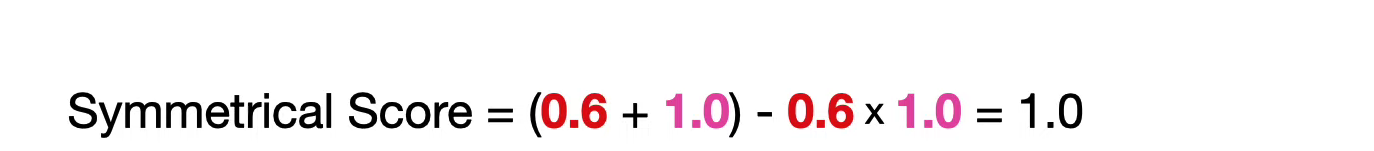 Symmetrical Score = (0.6 + 1.0) - 0.6 x 1.0 = 1.0